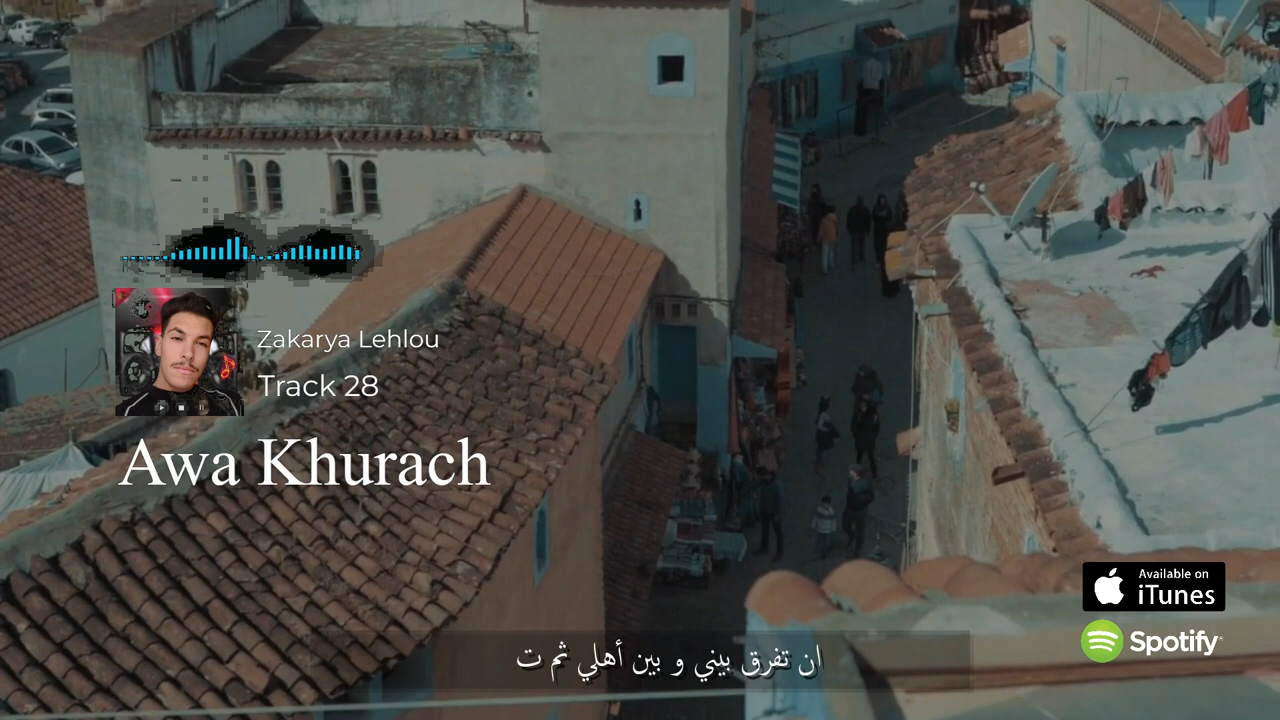 Zakarya Lehlou
Track 28
Awa Khurach
Available on
iTunes
Spotify
ان تفرق بيني و بين أهلي ثم ت